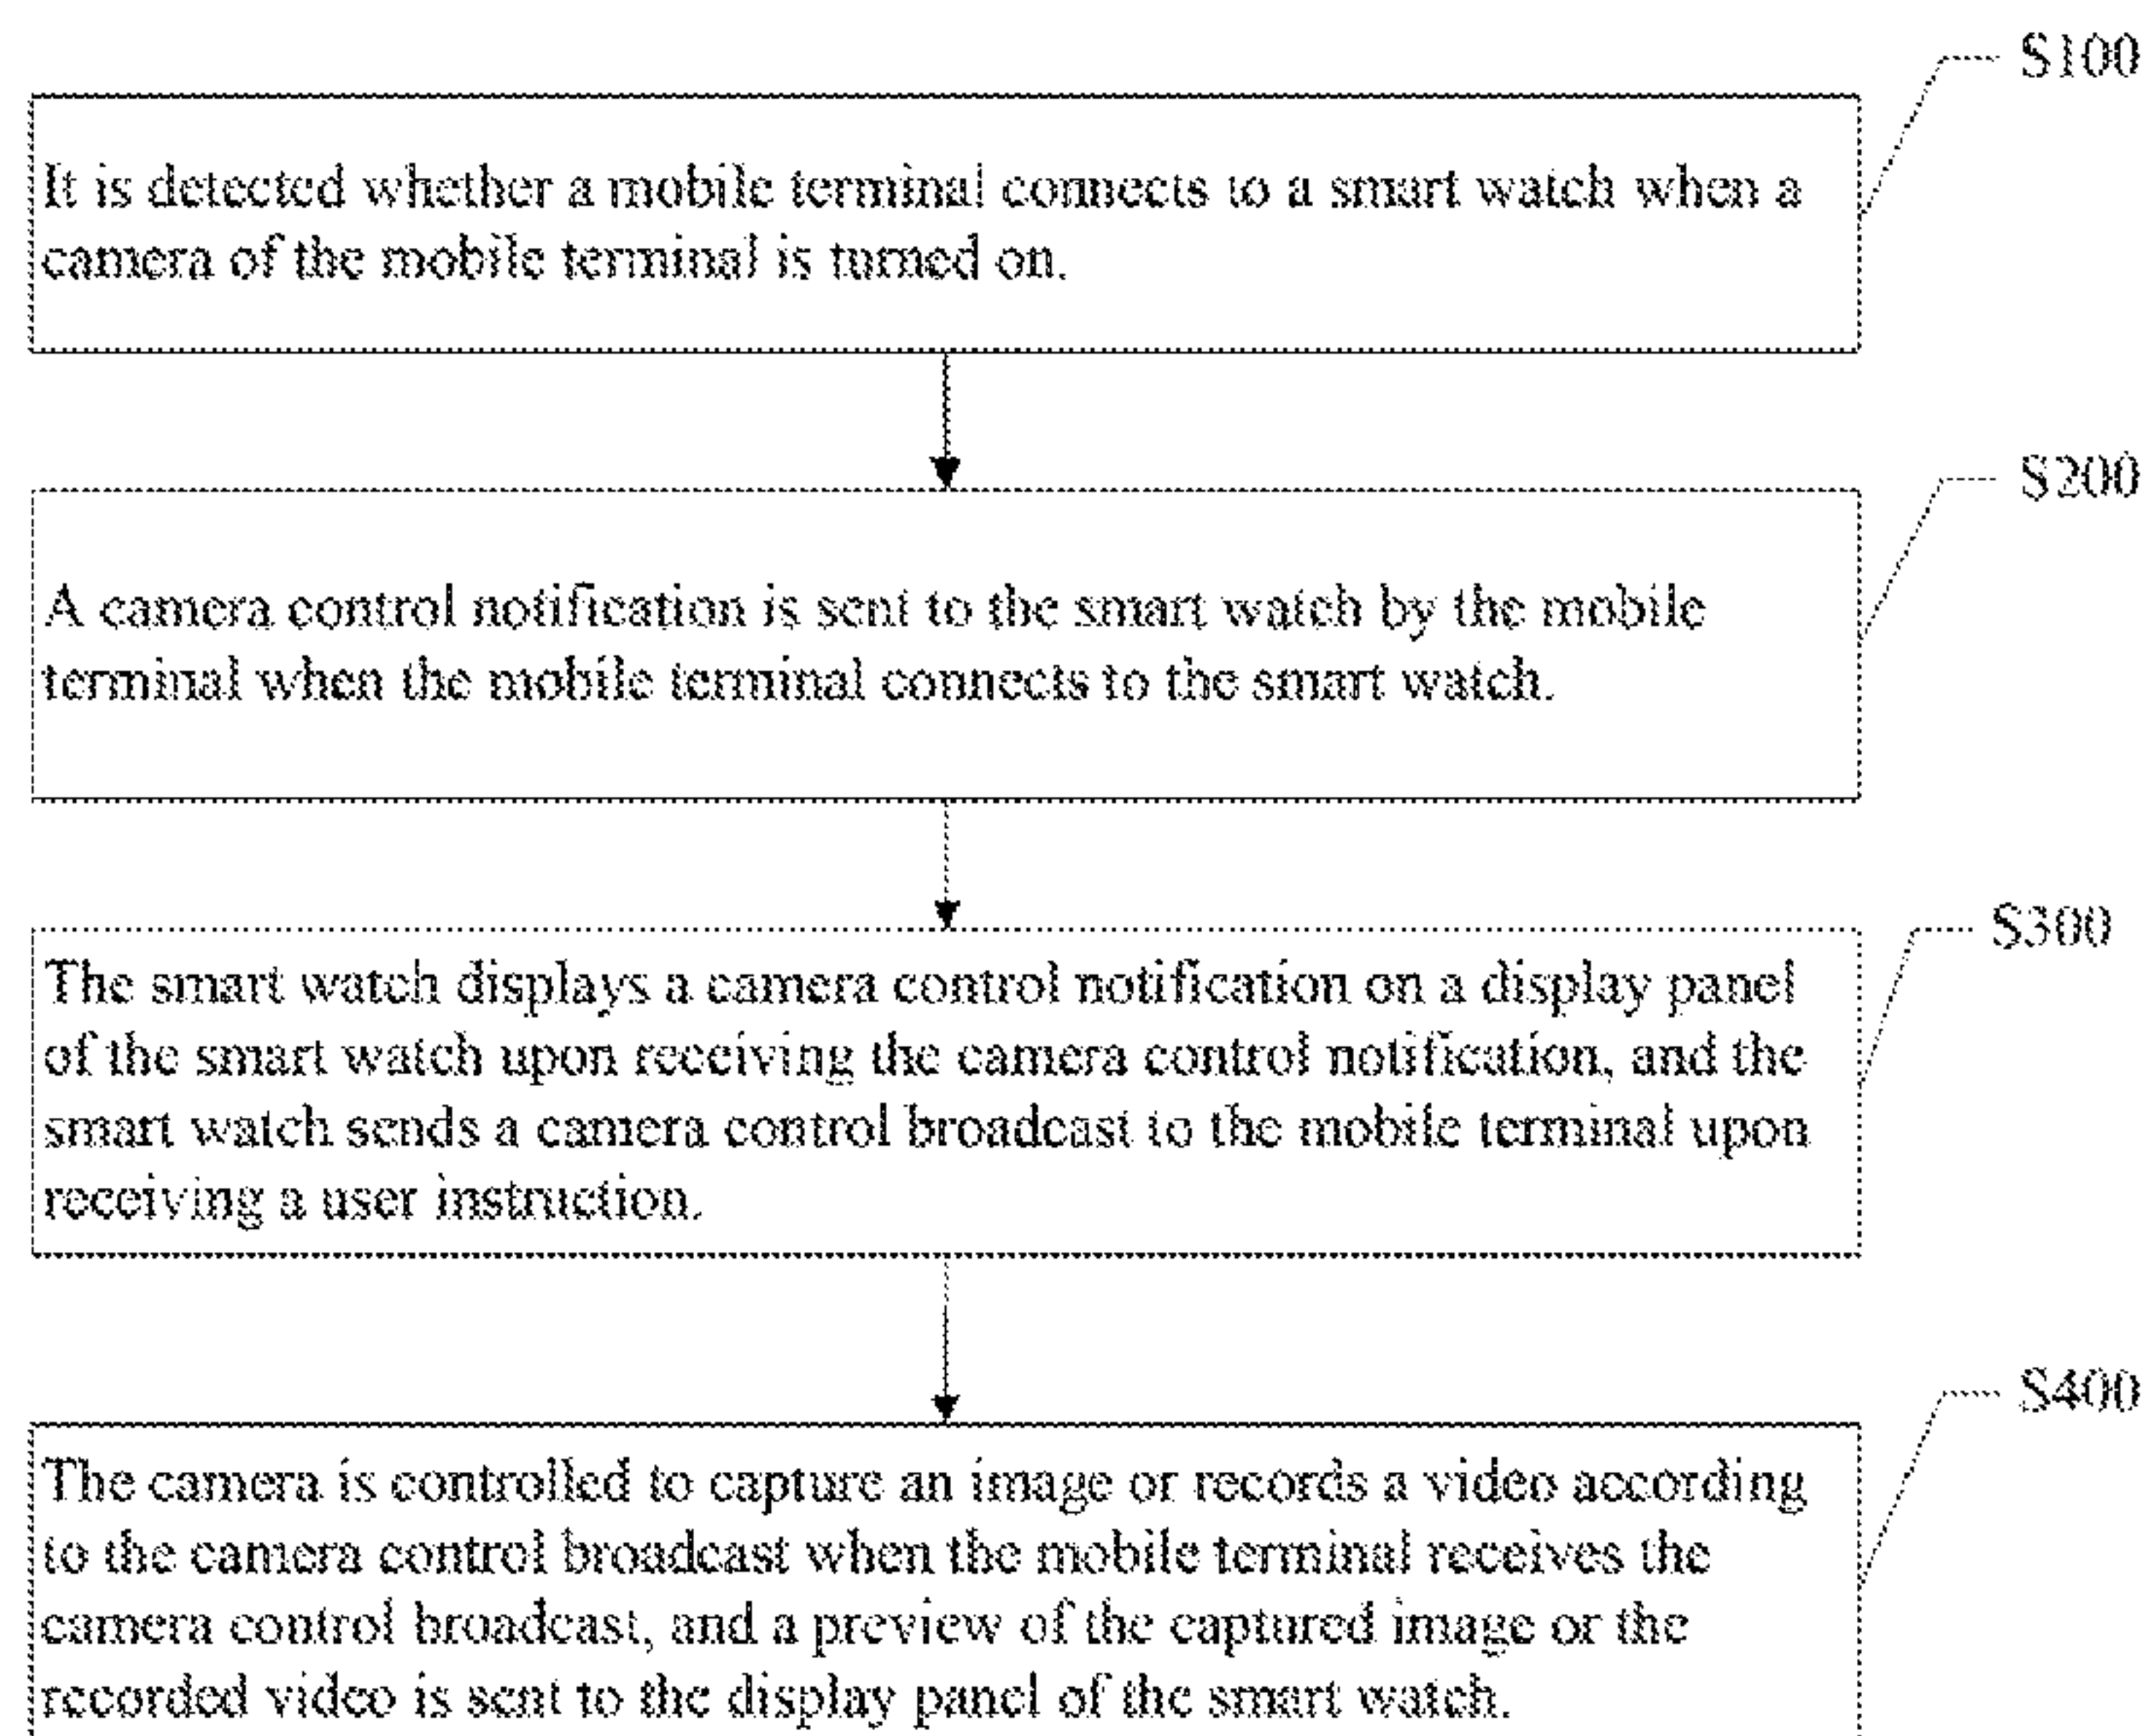 S100
It is detected whether a mobile terminal connects to a smart watch when a
camera of the mobile terminal is turned on.
S200
A camera control notification is sent to the smart watch by the mobile
terminal when the mobile terminal connects to the smart watch.
S300
The smart watch displays a camera control notification on a display panel
of the smart watch upon receiving the camera control notification, and the
smart watch sends a camera control broadcast to the mobile terminal upon
receiving a user instruction.
S400
The camera is controlled to capture an image or records a video according
to the camera control broadcast when the mobile terminal receives the
camera control broadcast, and a preview of the captured image or the
recorded video is sent to the display panel of the smart watch.